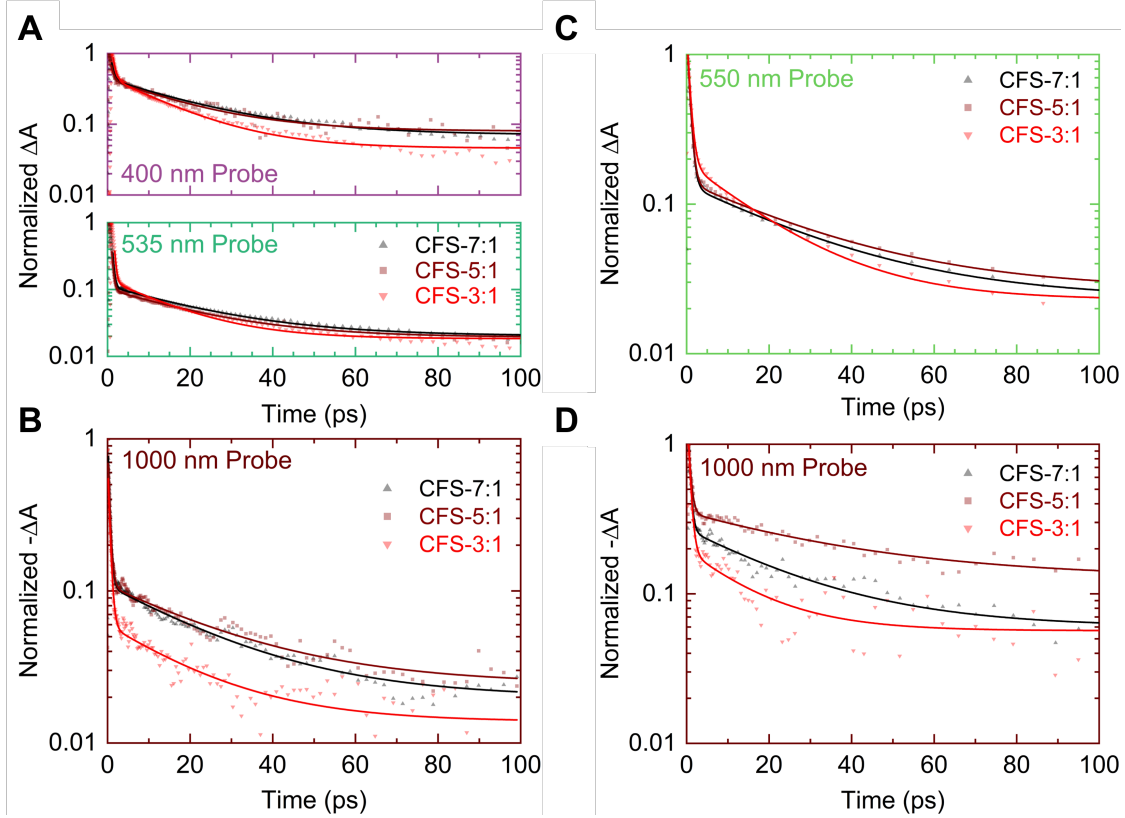 A
Normalized ΔA
1
0.1
0.01
400 nm Probe
1
0.1
0.01
535 nm Probe
CFS-7:1
CFS-5:1
CFS-3:1
0 20 40 60 80 100
Time (ps)
B
Normalized -ΔA
1
0.1
0.01
1000 nm Probe
CFS-7:1
CFS-5:1
CFS-3:1
0 20 40 60 80 100
Time (ps)
C
Normalized ΔA
1
0.1
0.01
550 nm Probe
CFS-7:1
CFS-5:1
CFS-3:1
0 20 40 60 80 100
Time (ps)
D
Normalized -ΔA
1
0.1
0.01
1000 nm Probe
CFS-7:1
CFS-5:1
CFS-3:1
0 20 40 60 80 100
Time (ps)